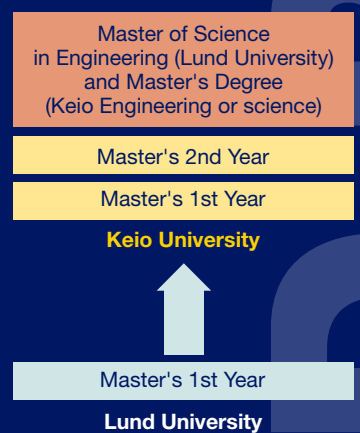 Master of Science
in Engineering (Lund University)
and Master's Degree
(Keio Engineering or science)
Master's 2nd Year
Master's 1st Year
Keio University
Master's 1st Year
Lund University